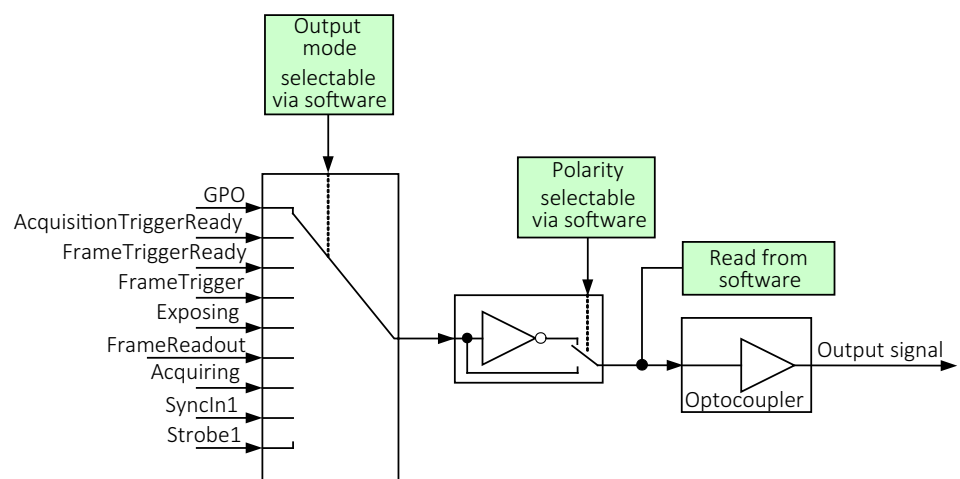 Output
mode
selectable
via software
Polarity
selectable
via software
GPO
AcquisitionTriggerReady
FrameTriggerReady
FrameTrigger
Exposing
FrameReadout
Acquiring
SyncIn1
Strobe1
Read from
software
Optocoupler
Output signal